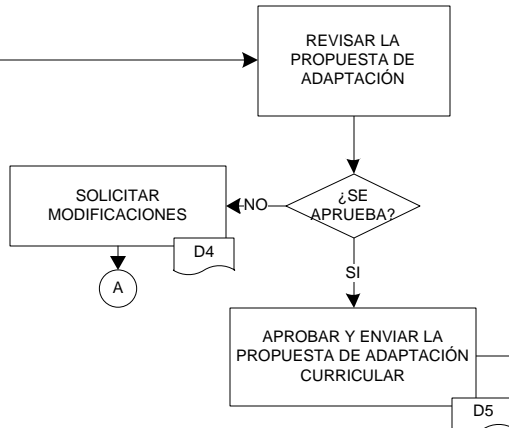 REVISAR LA
PROPUESTA DE
ADAPTACIÓN
¿SE
APRUEBA?
NO
SOLICITAR
MODIFICACIONES
D4
A
SI
APROBAR Y ENVIAR LA
PROPUESTA DE ADAPTACIÓN
CURRICULAR
D5